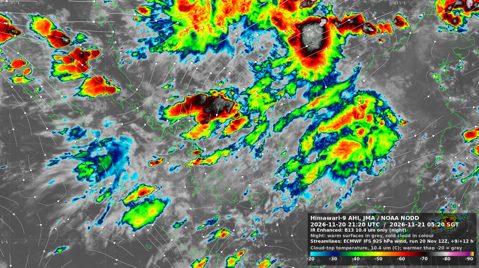 Himawari-9 AHI, JMA / NOAA NODD
2026-11-20 21:20 UTC / 2026-11-21 05:20 SGT
IR Enhanced: B13 10.4 um only (night)
Night: warm surfaces in grey, cold cloud in colour
Streamlines: ECMWF IFS 925 hPa wind, run 20 Nov 12Z, +9/+12 h
Cloud-top temperature, 10.4 um (C); warmer than -20 = grey
-20 -30 -40 -50 -60 -70 -80 -90